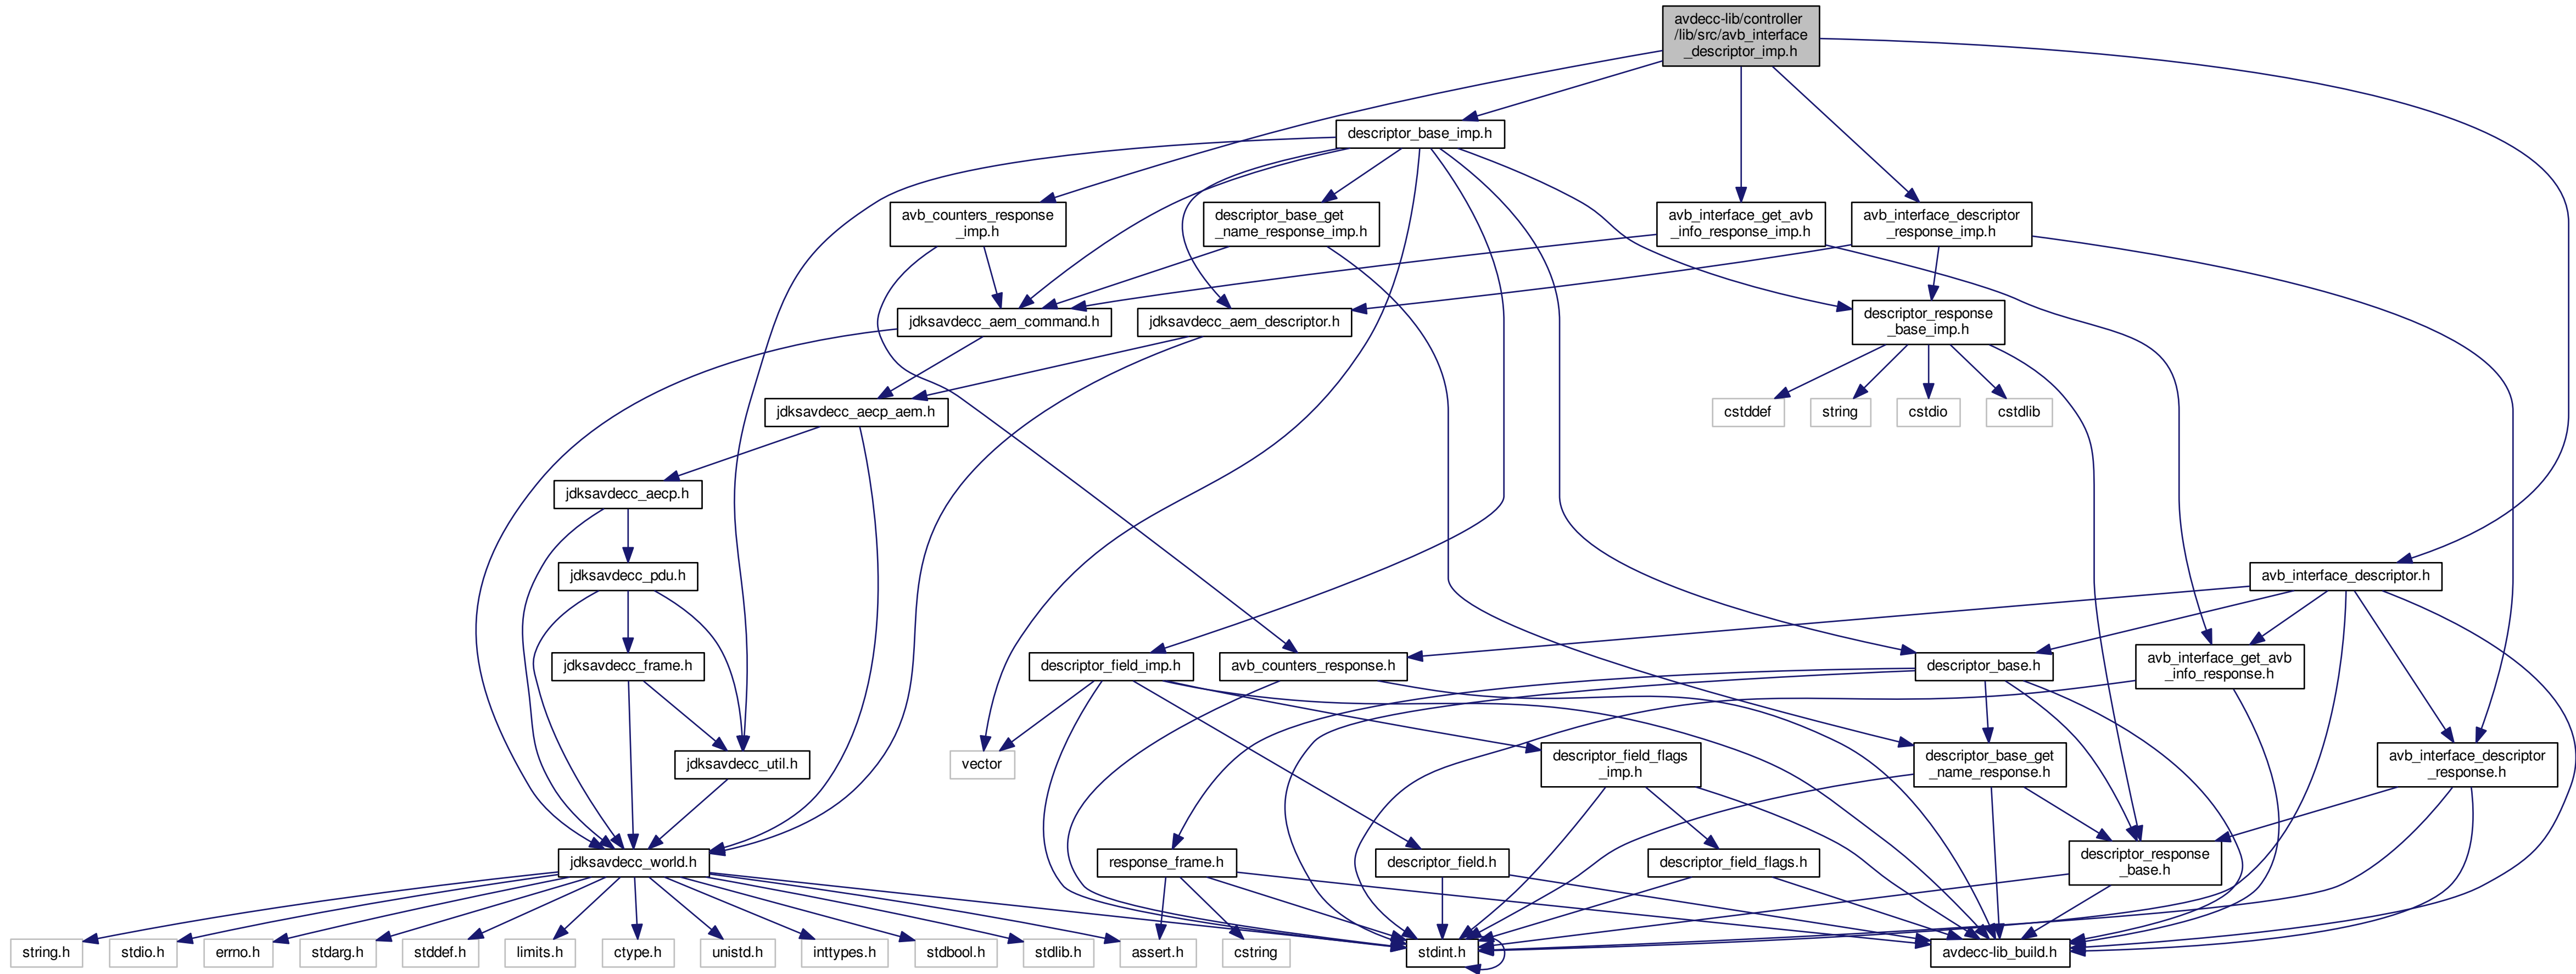 avdecc-lib/controller
/lib/src/avb_interface
_descriptor_imp.h
descriptor_base_imp.h
avb_counters_response
_imp.h
descriptor_base_get
_name_response_imp.h
avb_interface_get_avb
_info_response_imp.h
avb_interface_descriptor
_response_imp.h
jdksavdecc_aem_command.h
jdksavdecc_aem_descriptor.h
descriptor_response
_base_imp.h
jdksavdecc_aecp_aem.h
cstddef
string
cstdio
cstdlib
jdksavdecc_aecp.h
jdksavdecc_pdu.h
avb_interface_descriptor.h
jdksavdecc_frame.h
descriptor_field_imp.h
avb_counters_response.h
descriptor_base.h
avb_interface_get_avb
_info_response.h
jdksavdecc_util.h
vector
descriptor_field_flags
_imp.h
descriptor_base_get
_name_response.h
avb_interface_descriptor
_response.h
jdksavdecc_world.h
response_frame.h
descriptor_field.h
descriptor_field_flags.h
descriptor_response
_base.h
string.h
stdio.h
errno.h
stdarg.h
stddef.h
limits.h
ctype.h
unistd.h
inttypes.h
stdbool.h
stdlib.h
assert.h
cstring
stdint.h
avdecc-lib_build.h